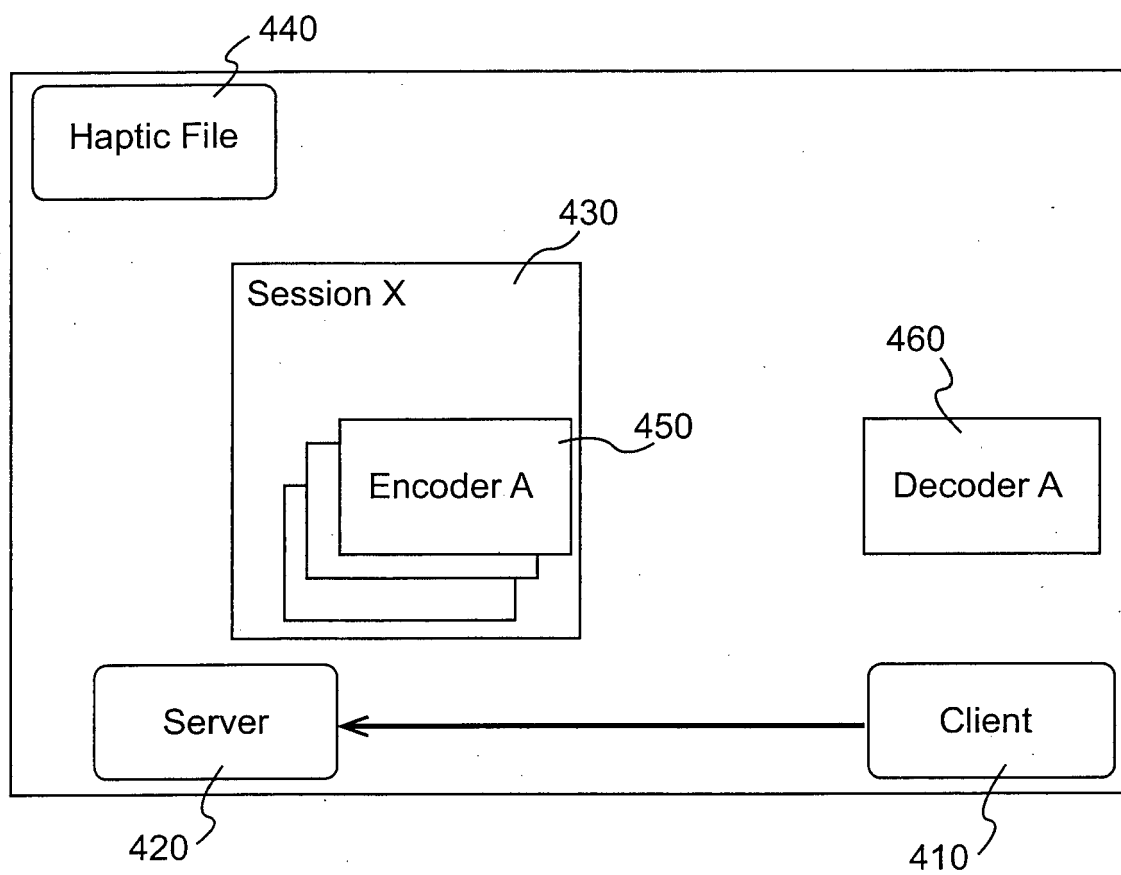 440
Haptic File
430
Session X
460
450
Encoder A
Decoder A
Server
Client
420
410